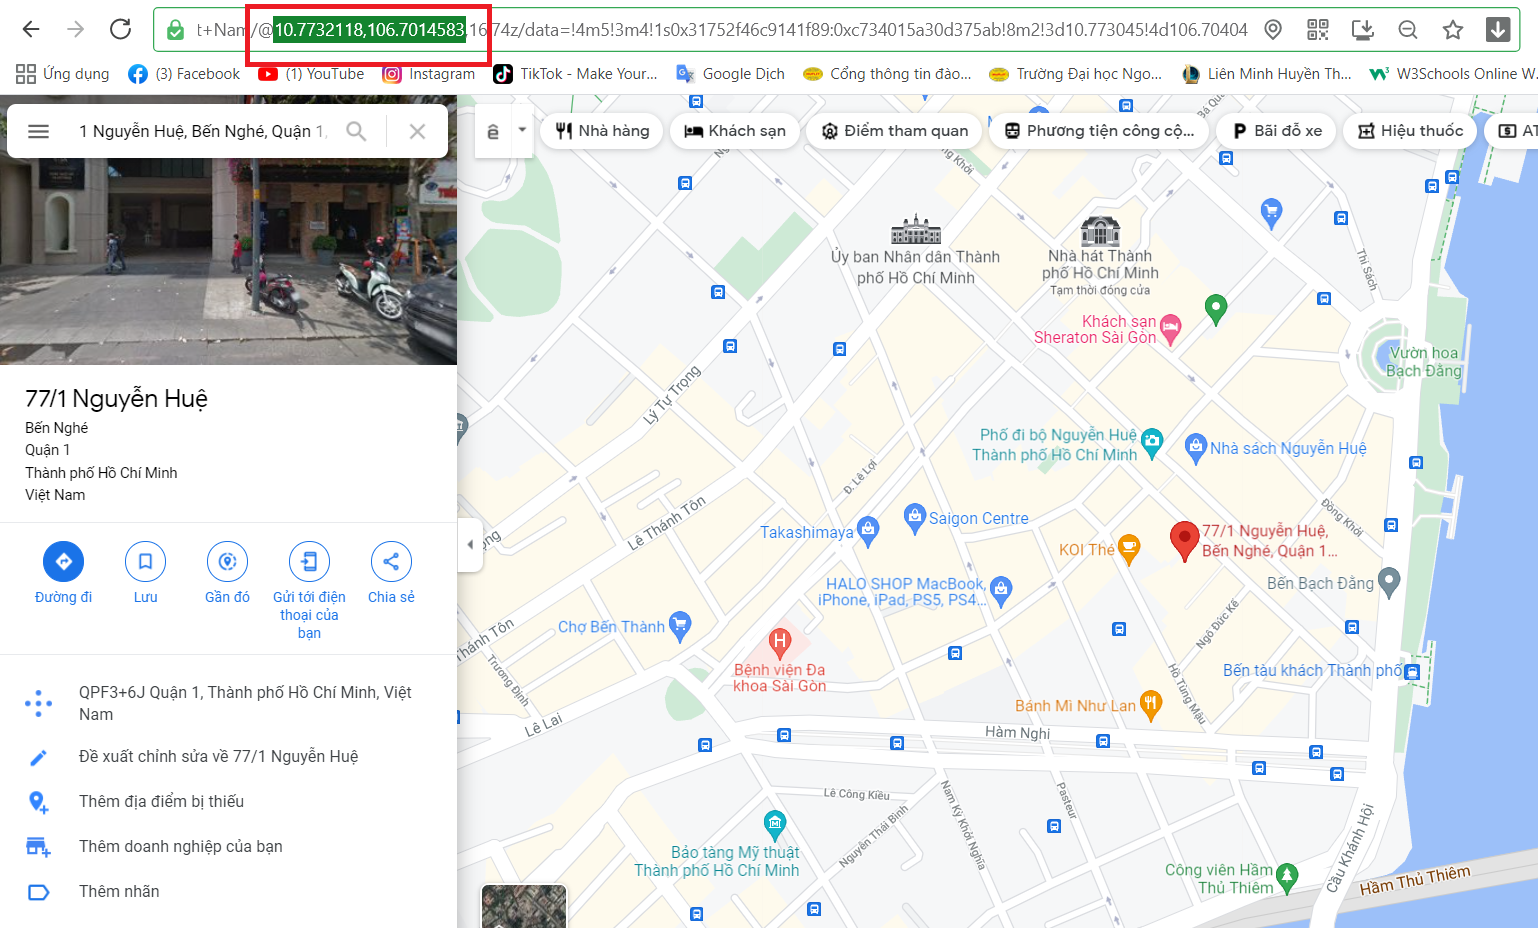 t+Nam/@10.7732118,106.7014583,16.74z/data=!4m5!3m4!1s0x31752f46c9141f89:0xc734015a30d375ab!8m2!3d10.773045!4d106.70404
Ứng dụng
(3) Facebook
(1) YouTube
Instagram
TikTok - Make Your...
Google Dịch
Cổng thông tin đào...
Trường Đại học Ngo...
Liên Minh Huyền Th...
W3Schools Online W
1 Nguyễn Huệ, Bến Nghé, Quận 1,
ê
Nhà hàng
Khách sạn
Điểm tham quan
Phương tiện công cộ...
Bãi đỗ xe
Hiệu thuốc
AT
77/1 Nguyễn Huệ
Bến Nghé
Quận 1
Thành phố Hồ Chí Minh
Việt Nam
Đường đi
Lưu
Gần đó
Gửi tới điện
thoại của
bạn
Chia sẻ
QPF3+6J Quận 1, Thành phố Hồ Chí Minh, Việt
Nam
Đề xuất chỉnh sửa về 77/1 Nguyễn Huệ
Thêm địa điểm bị thiếu
Thêm doanh nghiệp của bạn
Thêm nhãn
Khởi
Bá Quá
Ủy ban Nhân dân Thành
phố Hồ Chí Minh
Nhà hát Thành
phố Hồ Chí Minh
Tạm thời đóng cửa
Thi Sách
Khách sạn
Sheraton Sài Gòn
Vườn hoa
Bạch Đằng
Lý Tự Trọng
Phố đi bộ Nguyễn Huệ
Thành phố Hồ Chí Minh
Nhà sách Nguyễn Huệ
Đ. Lê Lợi
Lê Thánh Tôn
Đồng Khởi
Takashimaya
Saigon Centre
KOI Thé
77/1 Nguyễn Huệ,
Bến Nghé, Quận 1...
ng
HALO SHOP MacBook,
iPhone, iPad, PS5, PS4...
Bến Bạch Đằng
Chợ Bến Thành
Thánh Tôn
Ngô Đức Kế
H
Bệnh viện Đa
khoa Sài Gòn
Trương Định
Hồ Tùng Mậu
Bến tàu khách Thành phố
Bánh Mì Như Lan
Lê Lai
Hàm Nghi
Lê Công Kiều
Pasteur
Nam Kỳ Khởi Nghĩa
Nguyễn Thái Bình
Bảo tàng Mỹ thuật
Thành phố Hồ Chí Minh
Cầu Khánh Hội
Công viên Hầm
Thủ Thiêm
Hầm Thủ Thiêm